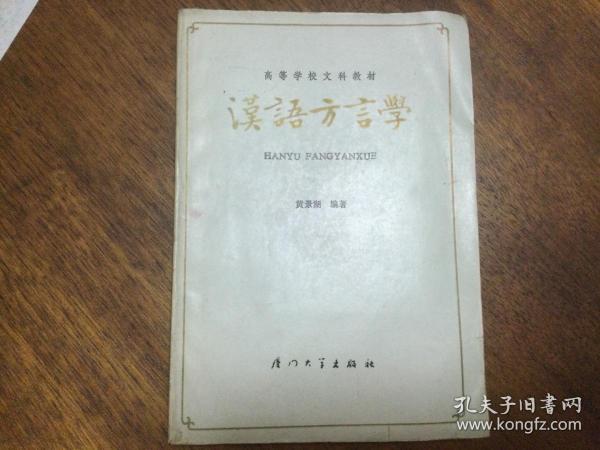 高等学校文科教材
漢語方言學
HANYU FANGYANXUE
黄景湖 编著
厦门大学出版社
孔夫子旧书网
www.kongfz.com